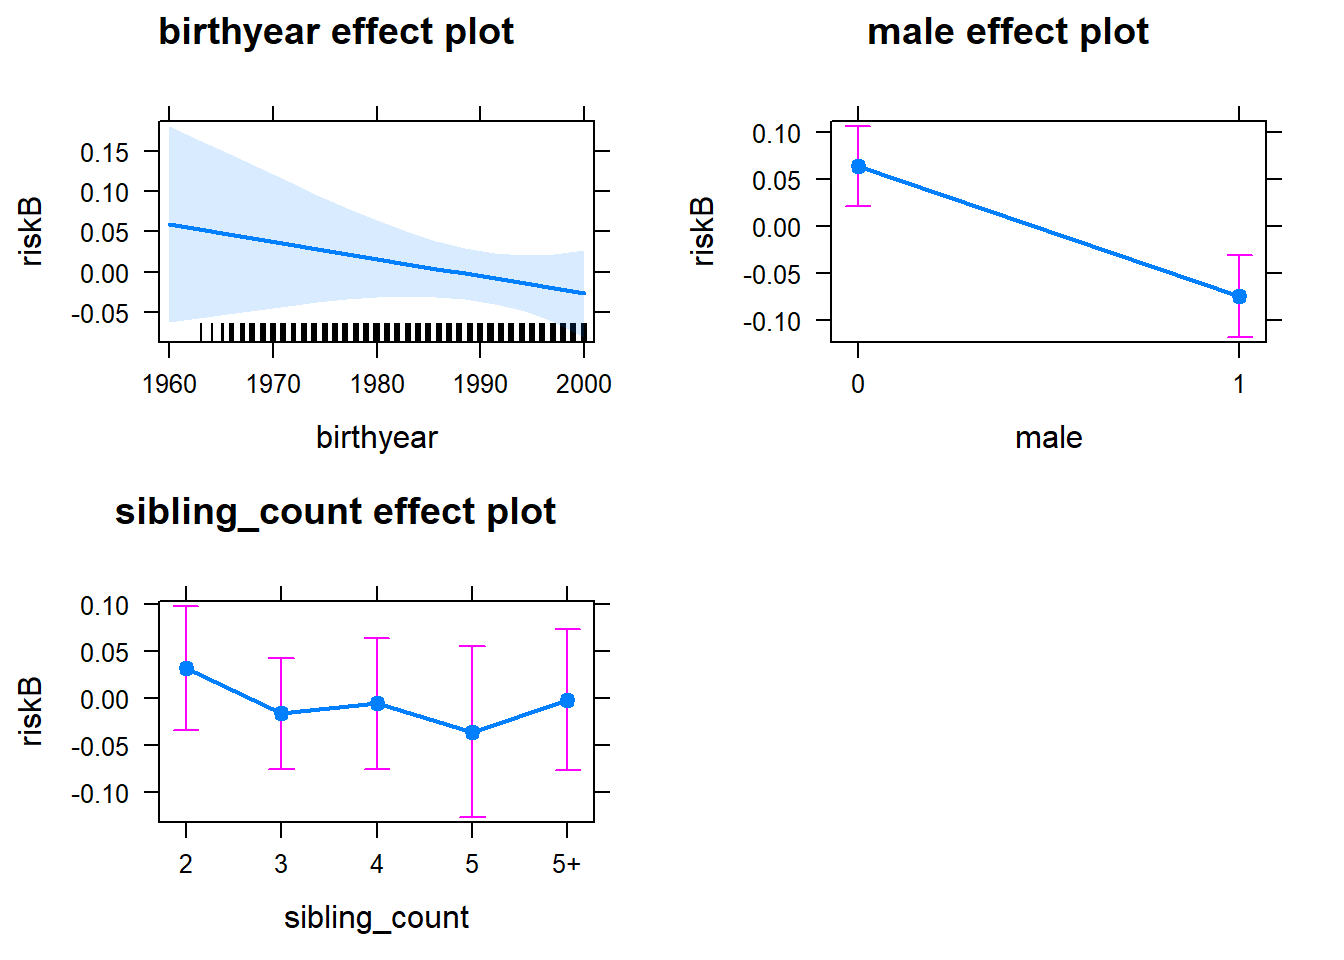 birthyear effect plot
riskB
0.15
0.10
0.05
0.00
-0.05
1960 1970 1980 1990 2000
birthyear
male effect plot
riskB
0.10
0.05
0.00
-0.05
-0.10
0 1
male
sibling_count effect plot
riskB
0.10
0.05
0.00
-0.05
-0.10
2 3 4 5 5+
sibling_count